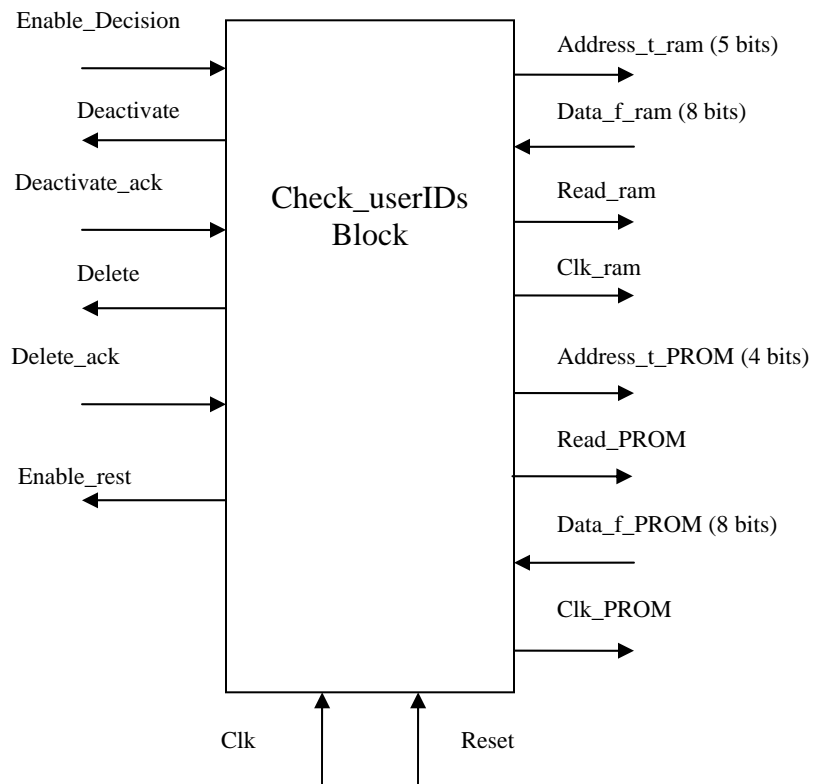 Enable_Decision
Deactivate
Deactivate_ack
Delete
Delete_ack
Enable_rest
Check_userIDs
Block
Address_t_ram (5 bits)
Data_f_ram (8 bits)
Read_ram
Clk_ram
Address_t_PROM (4 bits)
Read_PROM
Data_f_PROM (8 bits)
Clk_PROM
Clk
Reset